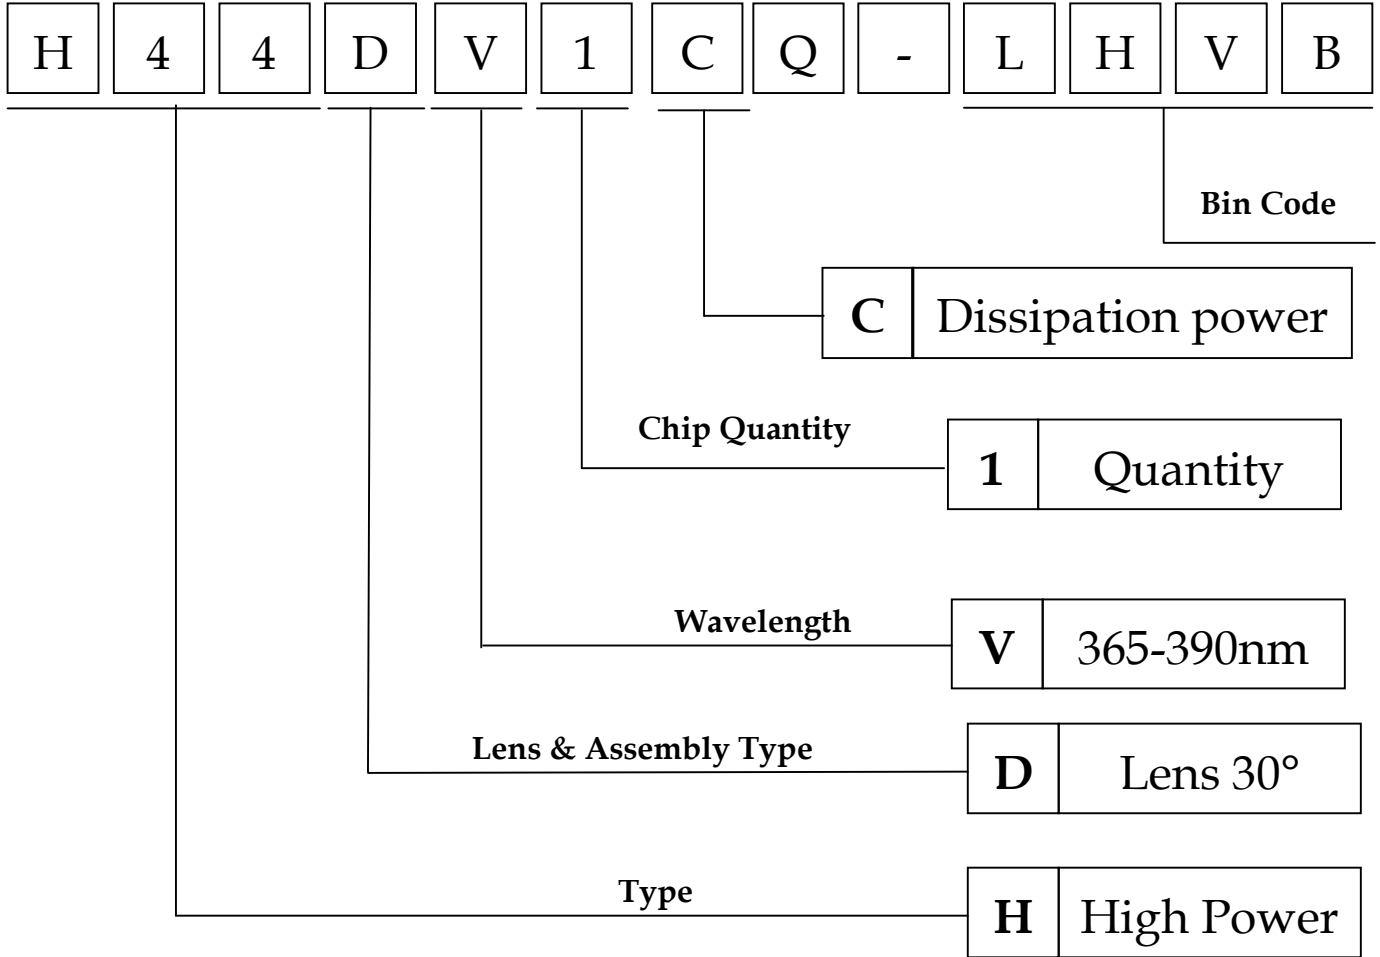 H 4 4 D V 1 C Q - L H V B
Bin Code
C Dissipation power
Chip Quantity
1 Quantity
Wavelength
V 365-390nm
Lens & Assembly Type
D Lens 30°
Type
H High Power